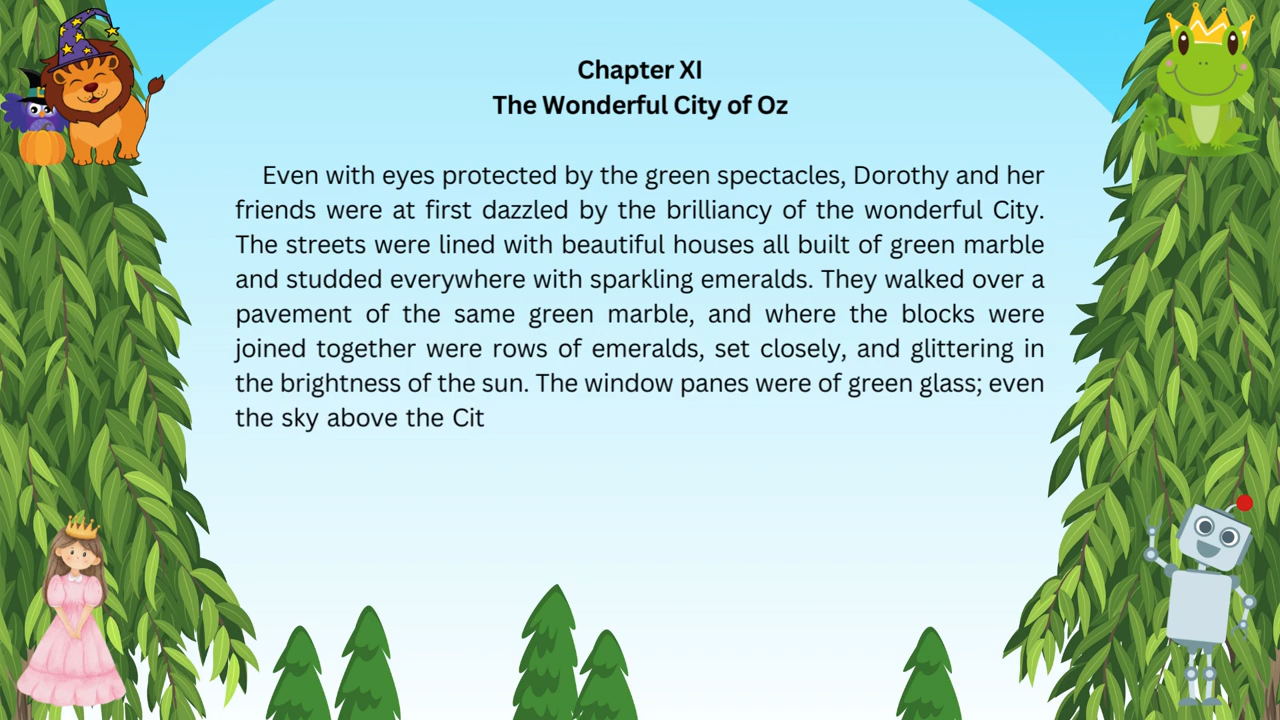 Chapter XI
The Wonderful City of Oz
Even with eyes protected by the green spectacles, Dorothy and her
friends were at first dazzled by the brilliancy of the wonderful City.
The streets were lined with beautiful houses all built of green marble
and studded everywhere with sparkling emeralds. They walked over a
pavement of the same green marble, and where the blocks were
joined together were rows of emeralds, set closely, and glittering in
the brightness of the sun. The window panes were of green glass; even
the sky above the Cit